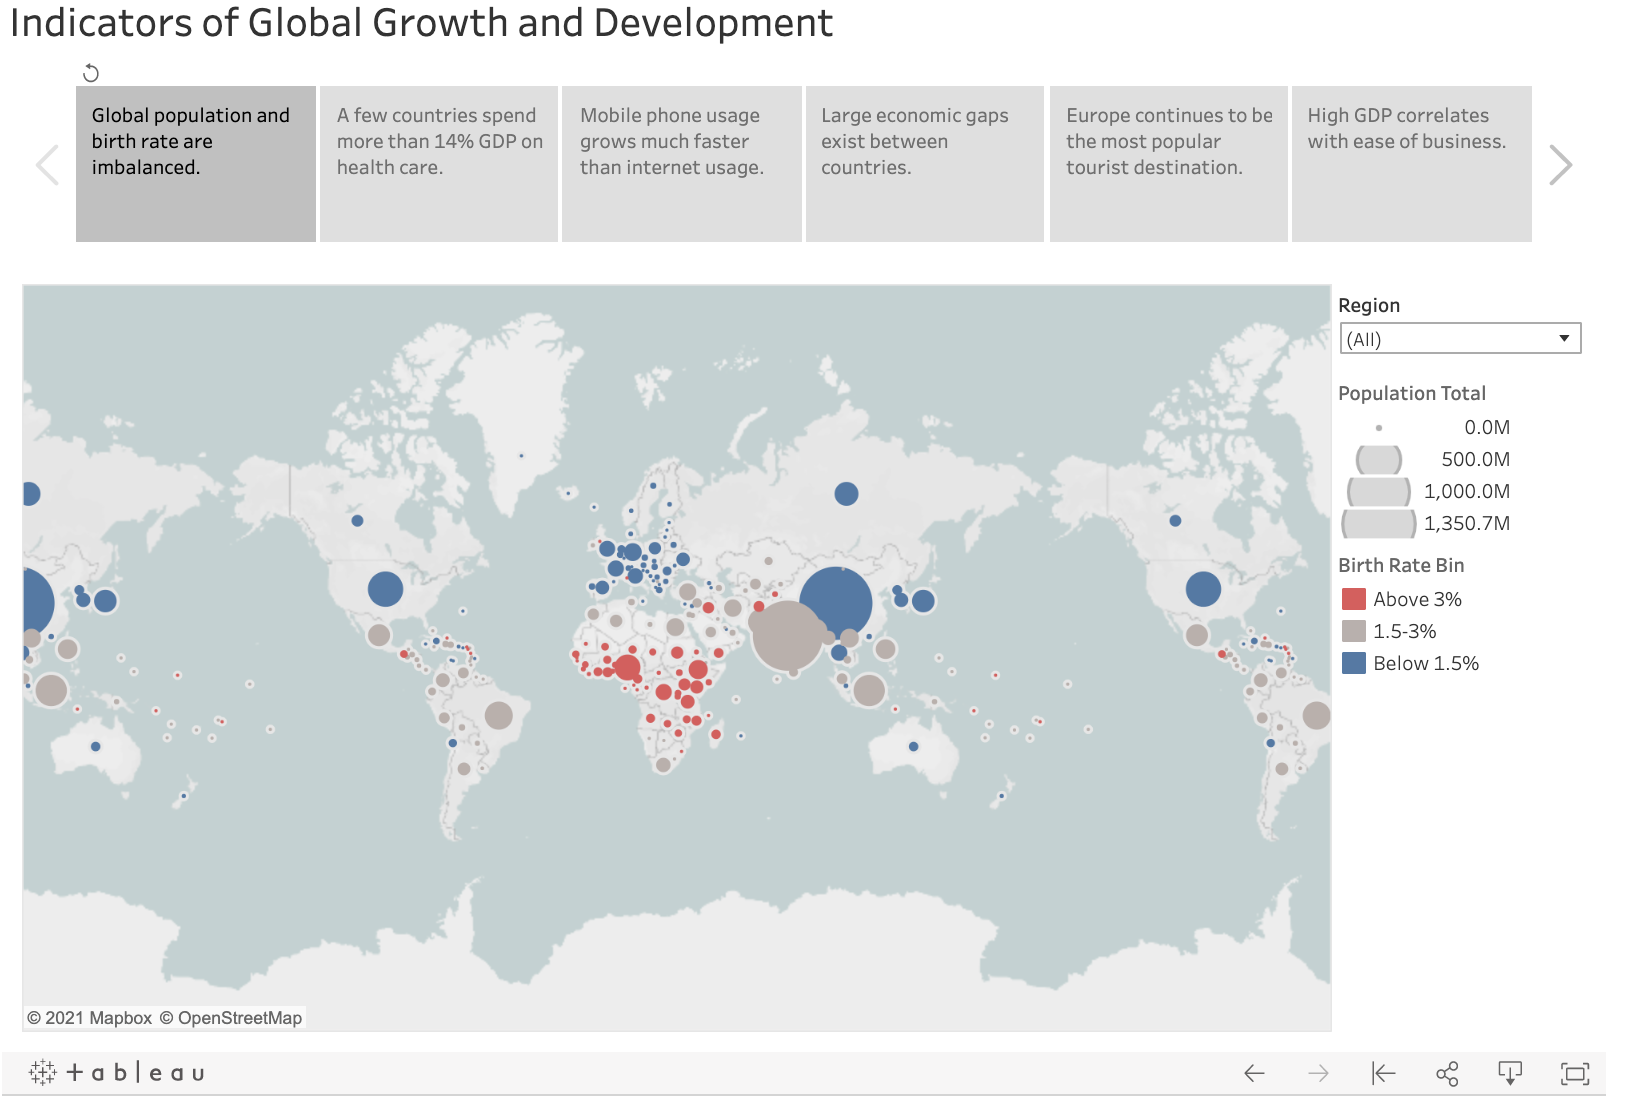 Indicators of Global Growth and Development
Global population and
birth rate are
imbalanced.
A few countries spend
more than 14% GDP on
health care.
Mobile phone usage
grows much faster
than internet usage.
Large economic gaps
exist between
countries.
Europe continues to be
the most popular
tourist destination.
High GDP correlates
with ease of business.
Region
(All)
Population Total
0.0M
500.0M
1,000.0M
1,350.7M
Birth Rate Bin
Above 3%
1.5-3%
Below 1.5%
© 2021 Mapbox © OpenStreetMap
+ a b | e a u